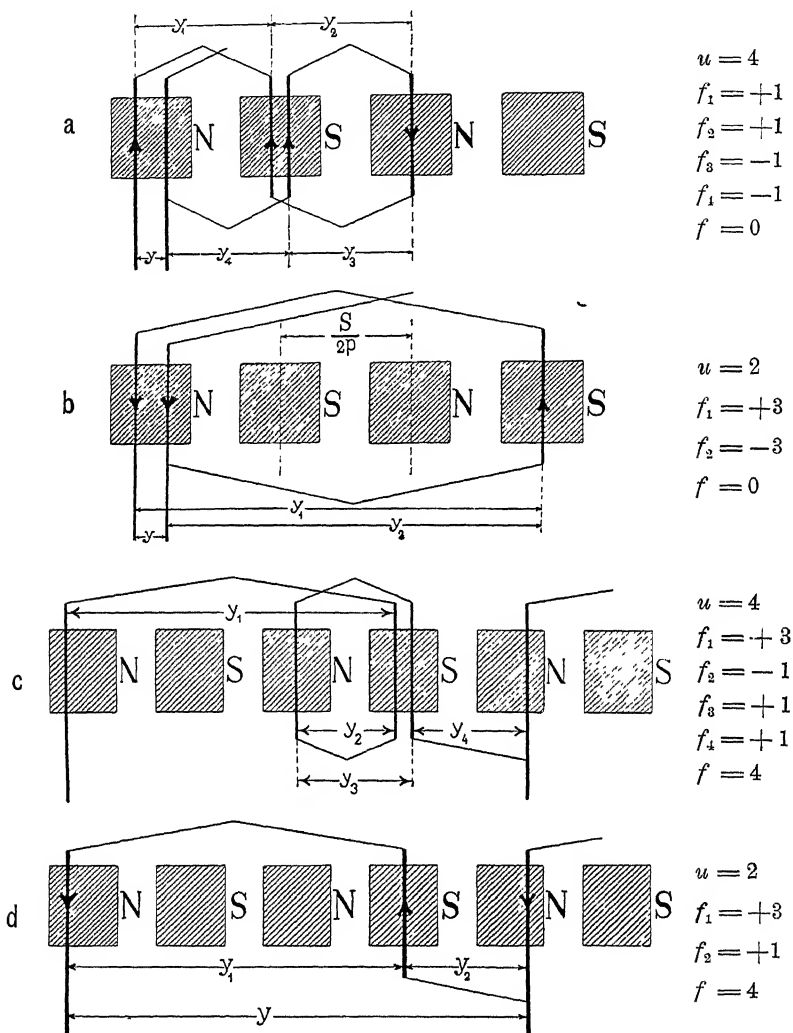 y₁ y₂
a N S N S
y y₄ y₃
u = 4
f₁ = +1
f₂ = +1
f₃ = −1
f₁ = −1
f = 0
S
2p
b N S N S
y₁
y y₂
u = 2
f₁ = +3
f₂ = −3
f = 0
y₁
c N S N S N S
y₂ y₄
y₃
u = 4
f₁ = + 3
f₂ = − 1
f₃ = + 1
f₄ = + 1
f = 4
d N S N S N S
y₁ y₂
y
u = 2
f₁ = +3
f₂ = +1
f = 4